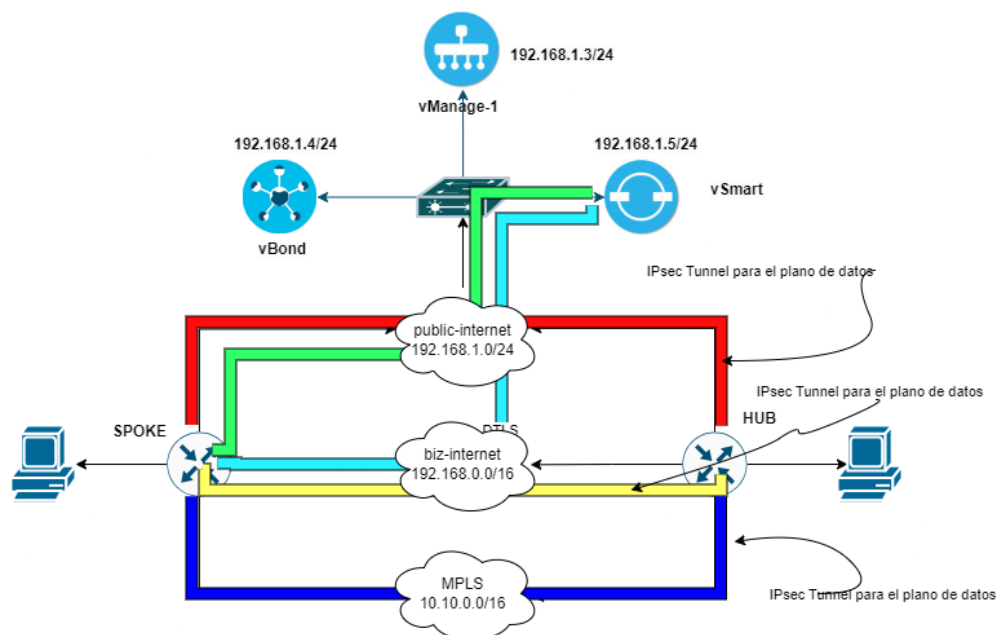 192.168.1.3/24
vManage-1
192.168.1.4/24
192.168.1.5/24
vSmart
vBond
IPsec Tunnel para el plano de datos
public-internet
192.168.1.0/24
IPsec Tunnel para el plano de datos
SPOKE
HUB
DTLS
biz-internet
192.168.0.0/16
MPLS
10.10.0.0/16
IPsec Tunnel para el plano de datos